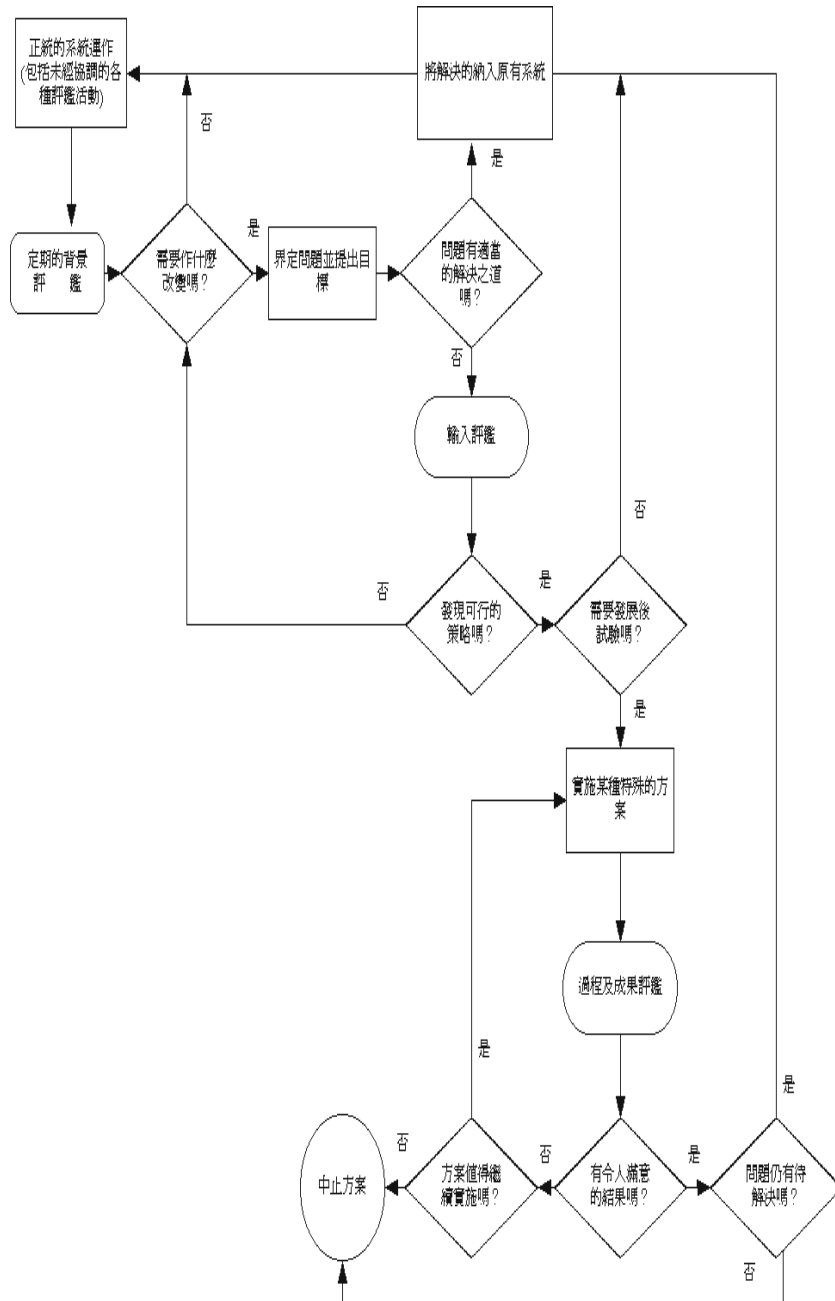 正統的系統運作
(包括未經協調的各
種評鑑活動)
將解決的納入原有系統
否
是
定期的背景
評 鑑
需要作什麼
改變嗎？
是
界定問題並提出目
標
問題有適當
的解決之道
嗎？
否
輸入評鑑
否
否
發現可行的
策略嗎？
是
需要發展後
試驗嗎？
是
實施某種特殊的方
案
過程及成果評鑑
是
是
中止方案
否
方案值得繼
續實施嗎？
否
有令人滿意
的結果嗎？
是
問題仍有待
解決嗎？
否